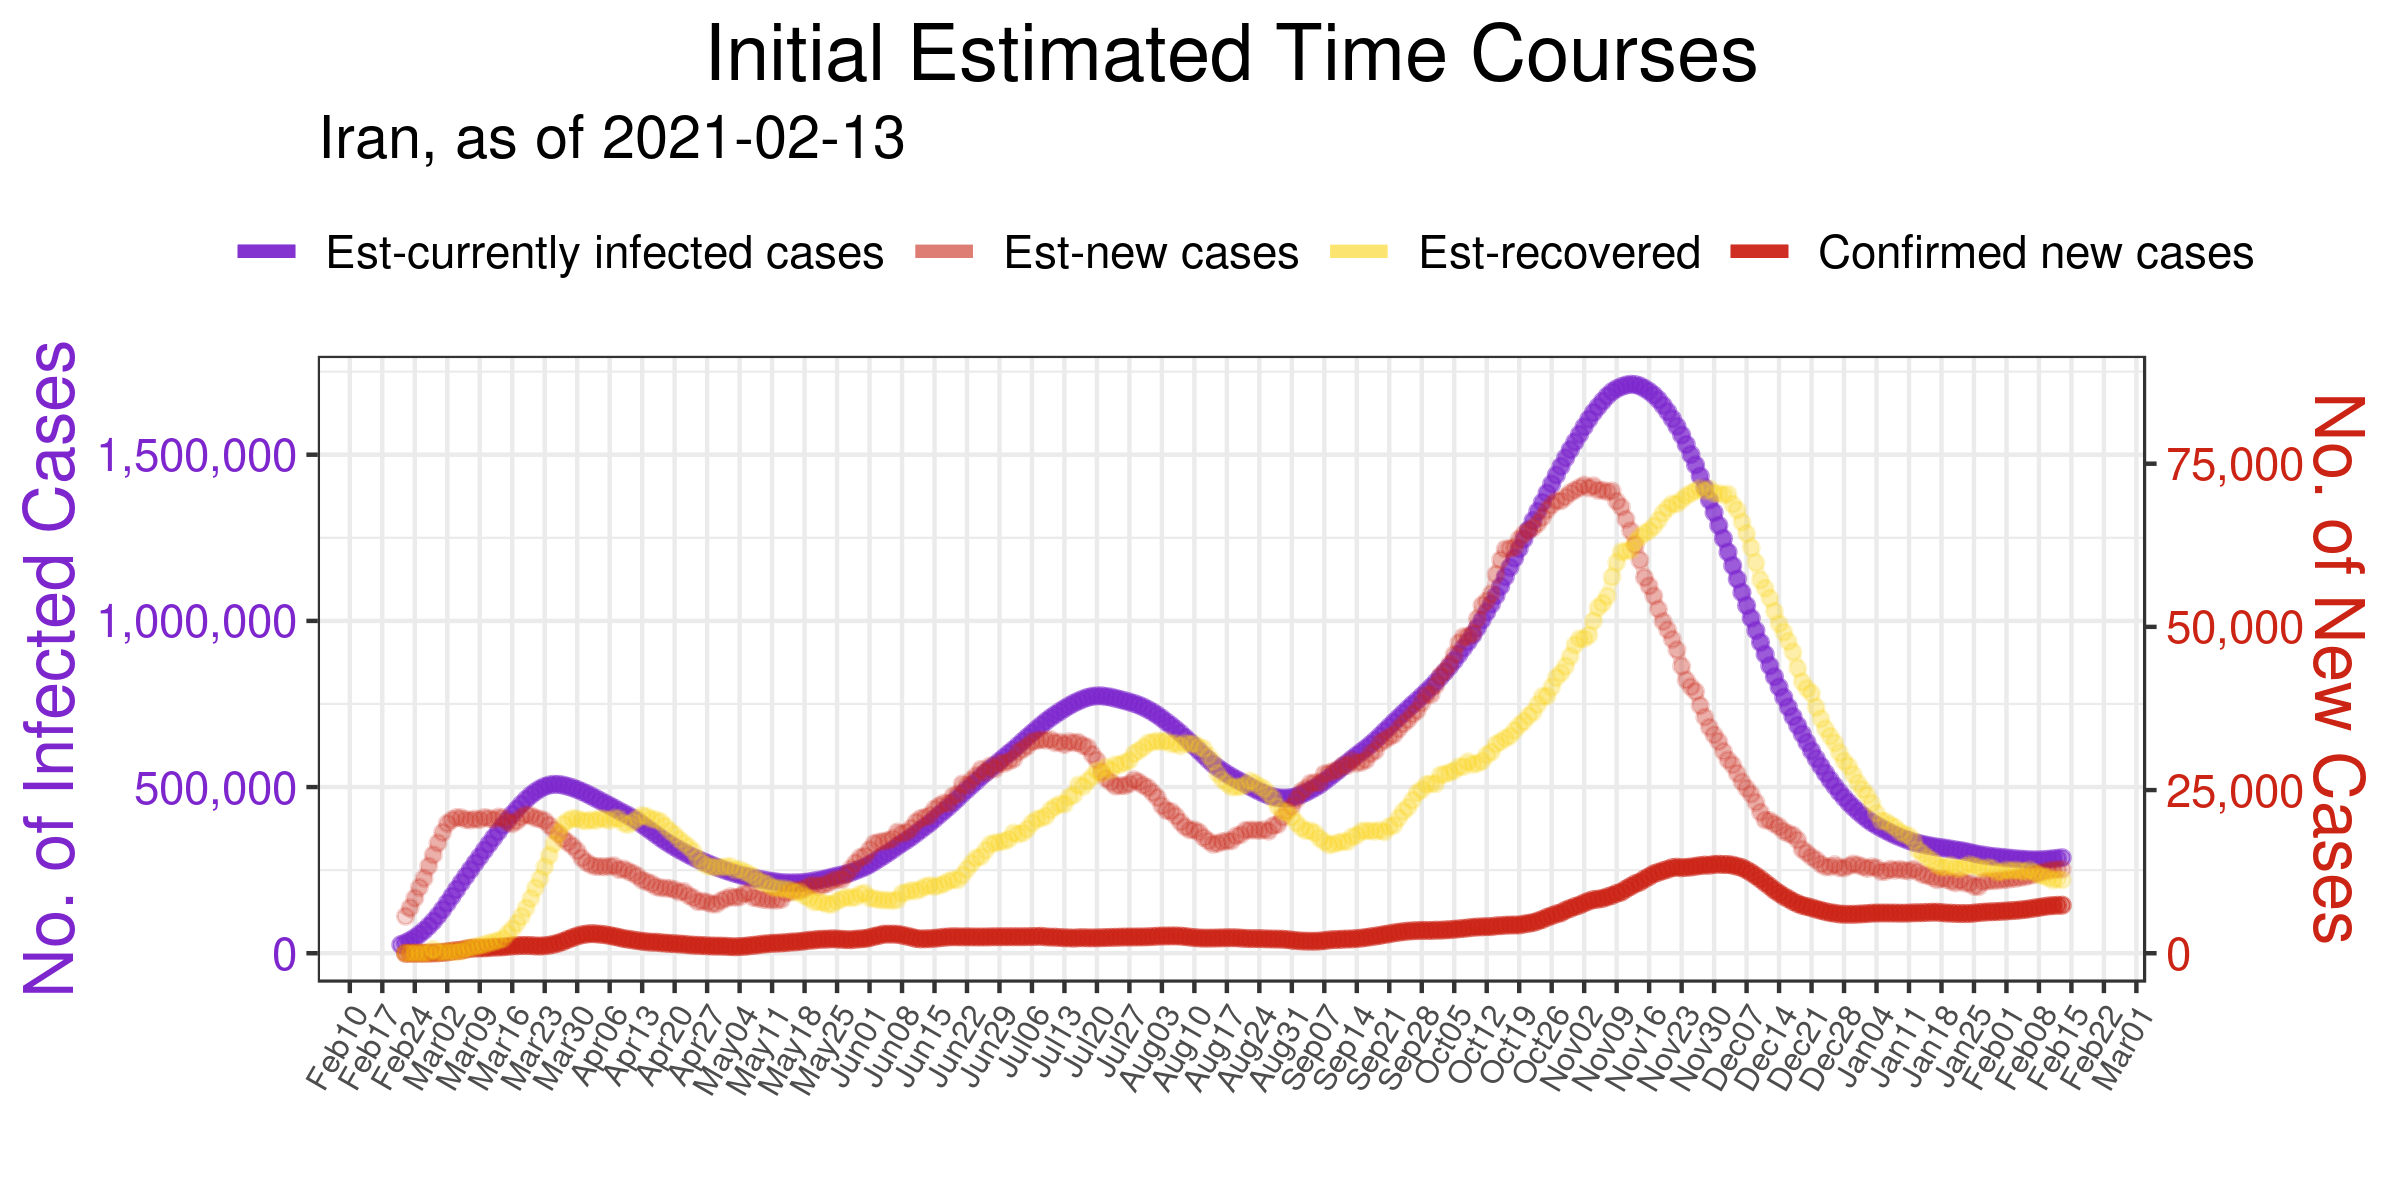 Initial Estimated Time Courses
Iran, as of 2021-02-13
Est-currently infected cases Est-new cases Est-recovered Confirmed new cases
No. of Infected Cases
1,500,000
1,000,000
500,000
0
75,000
50,000
25,000
0
No. of New Cases
Feb10 Feb17 Feb24 Mar02 Mar09 Mar16 Mar23 Mar30 Apr06 Apr13 Apr20 Apr27 May04 May11 May18 May25 Jun01 Jun08 Jun15 Jun22 Jun29 Jul06 Jul13 Jul20 Jul27 Aug03 Aug10 Aug17 Aug24 Aug31 Sep07 Sep14 Sep21 Sep28 Oct05 Oct12 Oct19 Oct26 Nov02 Nov09 Nov16 Nov23 Nov30 Dec07 Dec14 Dec21 Dec28 Jan04 Jan11 Jan18 Jan25 Feb01 Feb08 Feb15 Feb22 Mar01